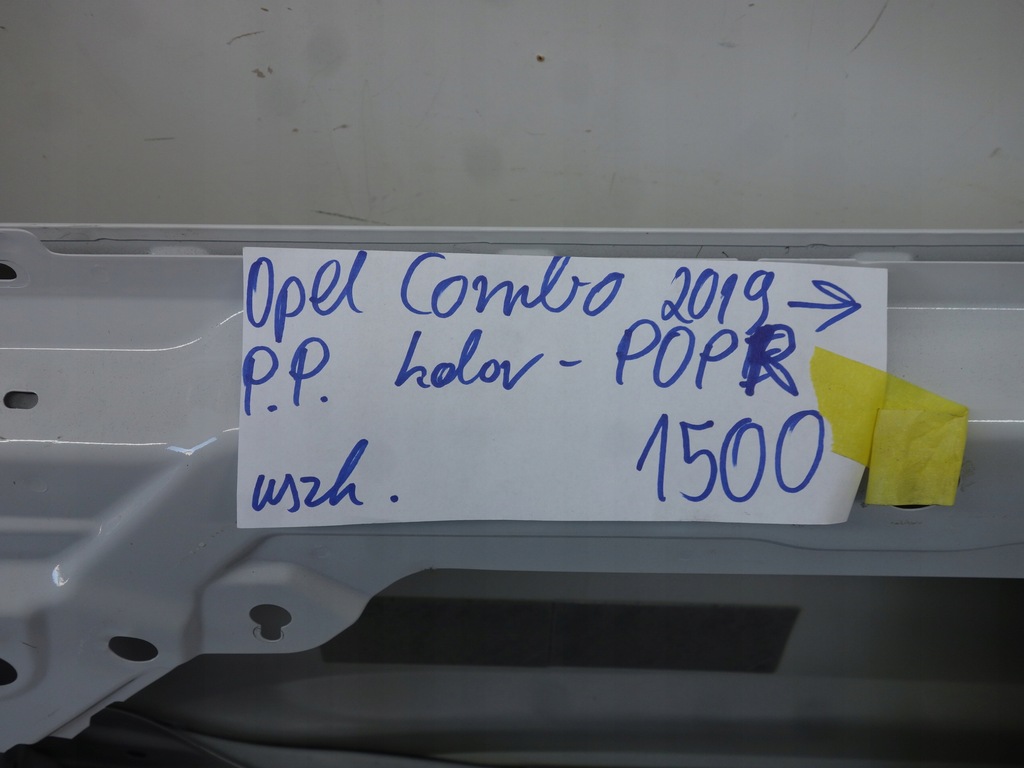 Opel Combo 2019 →
P.P. kolor - POPR
uszk. 1500